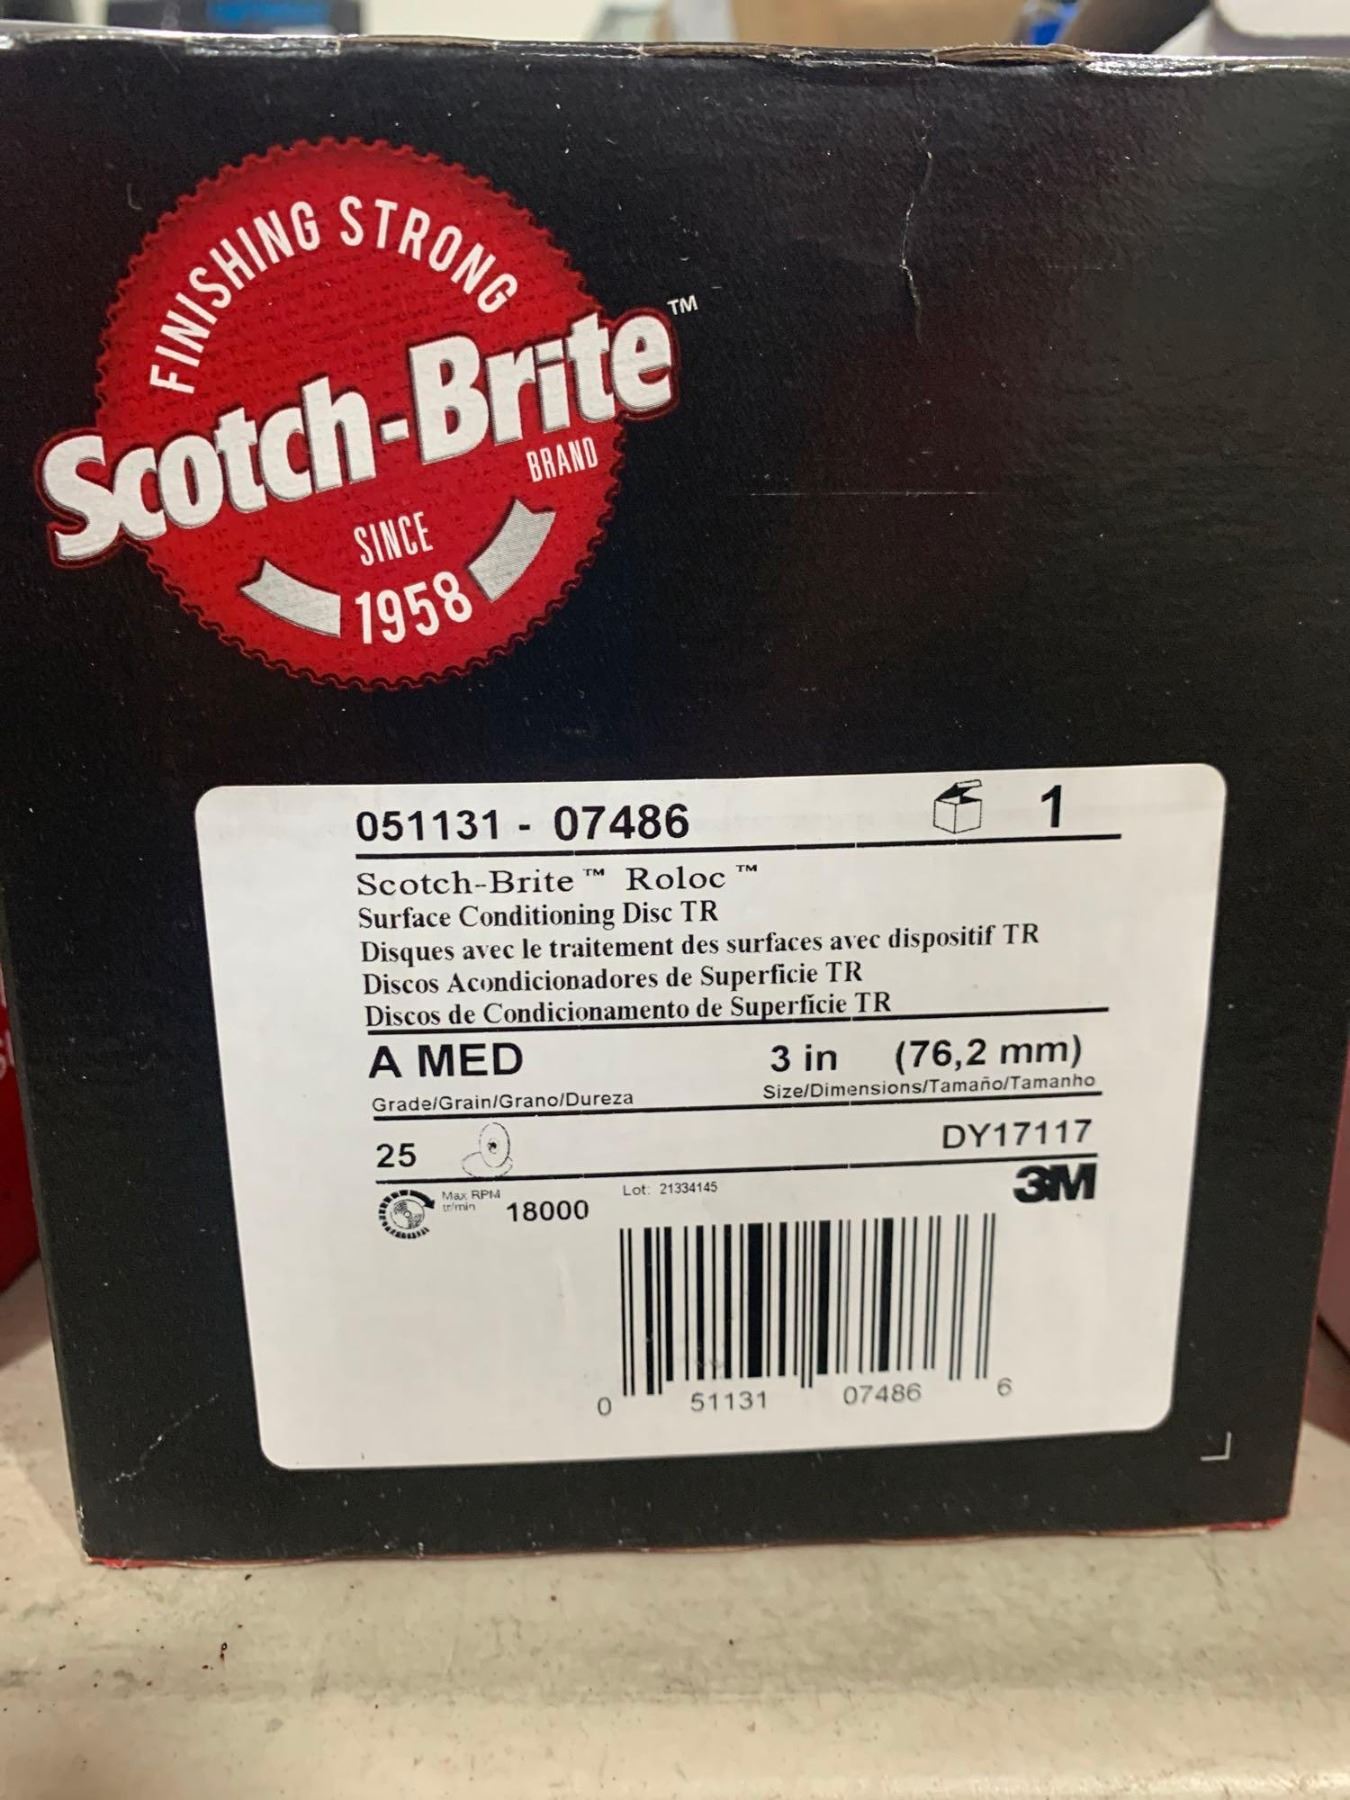 FINISHING STRONG
Scotch-Brite™
BRAND
SINCE
1958
051131 - 07486 1
Scotch-Brite™ Roloc™
Surface Conditioning Disc TR
Disques avec le traitement des surfaces avec dispositif TR
Discos Acondicionadores de Superficie TR
Discos de Condicionamento de Superfície TR
A MED 3 in (76,2 mm)
Grade/Grain/Grano/Dureza Size/Dimensions/Tamaño/Tamanho
25 DY17117
3M
Max RPM
tr/min 18000 Lot: 21334145
0 51131 07486 6